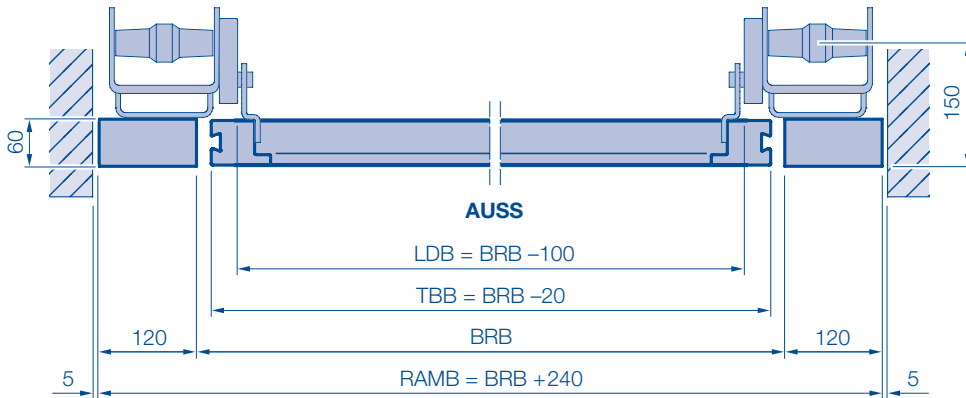 60
150
AUSS
LDB = BRB –100
TBB = BRB –20
120 BRB 120
5 RAMB = BRB +240 5